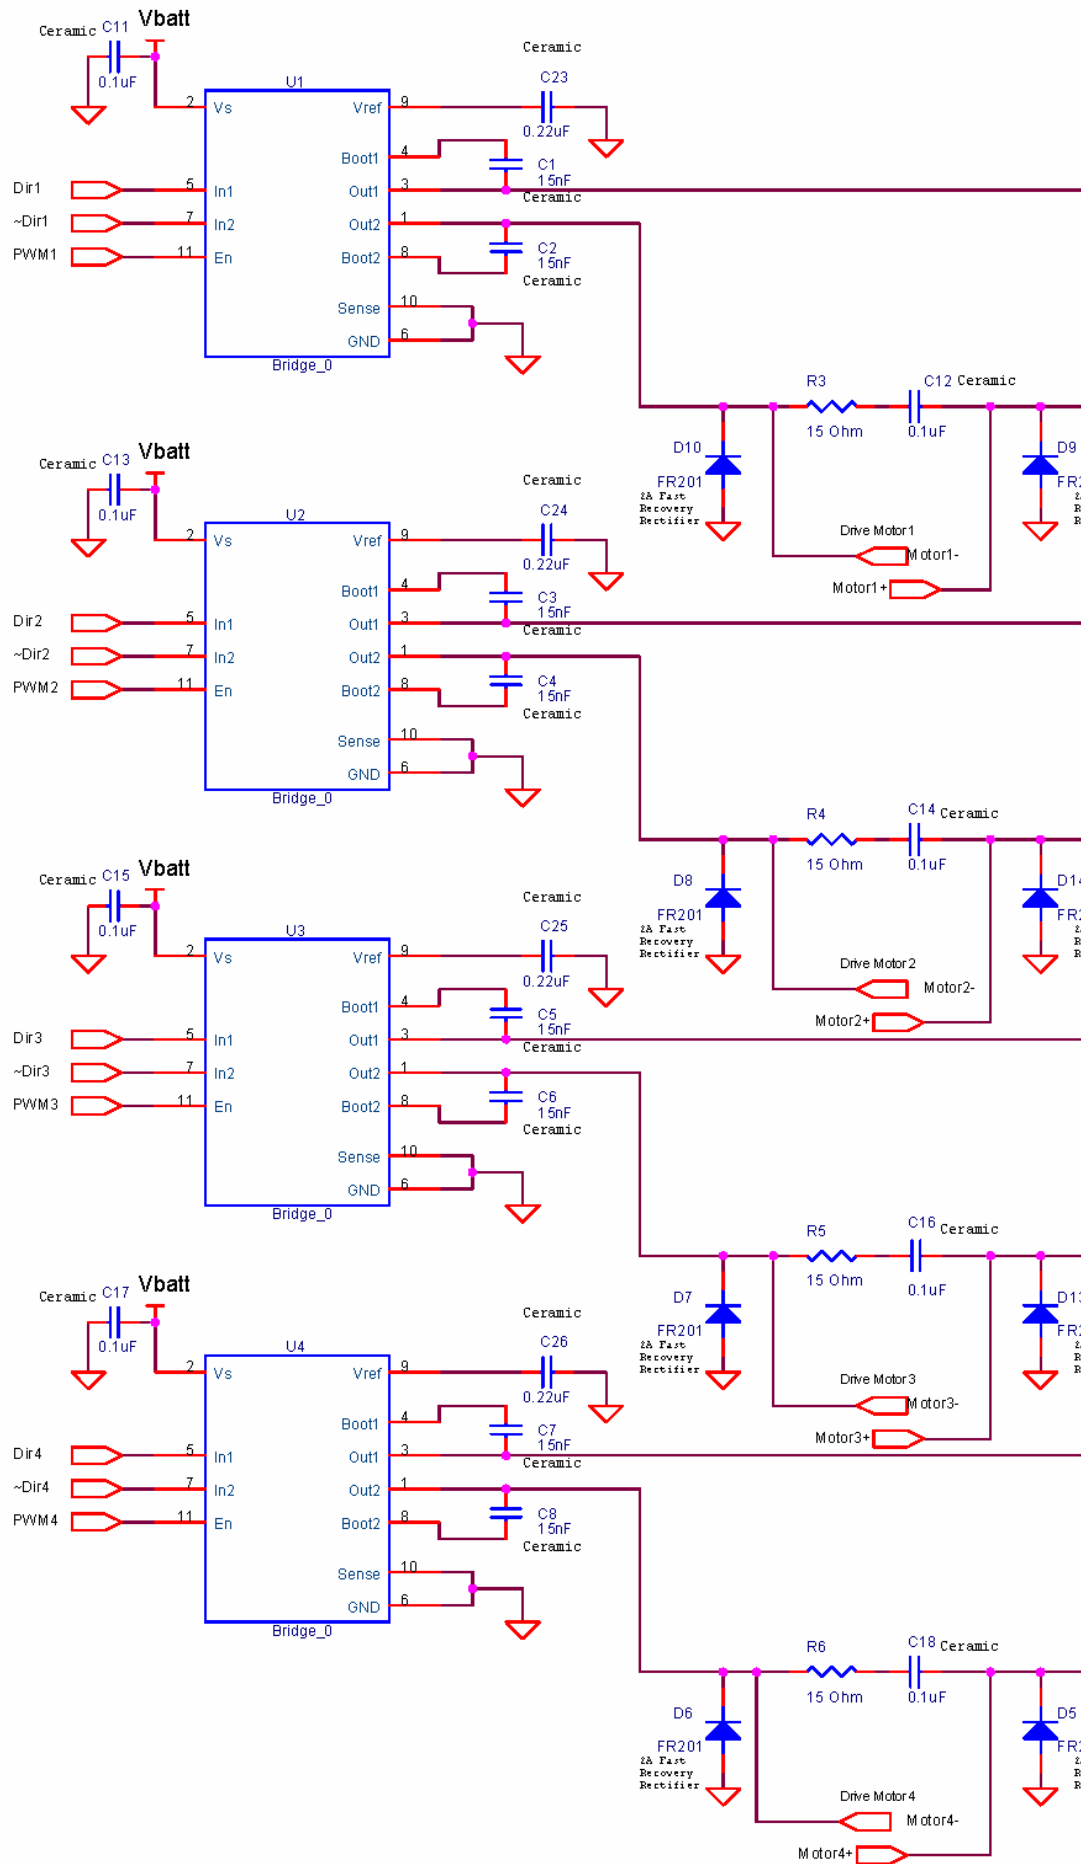 Ceramic C11 Vbatt
0.1uF
Ceramic
C23
0.22uF
U1
2 Vs Vref 9
Boot1 4
C1
15nF
Ceramic
Dir1 5 In1 Out1 3
~Dir1 7 In2 Out2 1
PWM1 11 En Boot2 8
C2
15nF
Ceramic
Sense 10
GND 6
Bridge_0
R3 C12 Ceramic
15 Ohm 0.1uF
D10 D9
FR201
2A Fast
Recovery
Rectifier
Drive Motor1
Motor1-
Motor1+
Ceramic C13 Vbatt
0.1uF
Ceramic
C24
0.22uF
U2
2 Vs Vref 9
Boot1 4
C3
15nF
Ceramic
Dir2 5 In1 Out1 3
~Dir2 7 In2 Out2 1
PWM2 11 En Boot2 8
C4
15nF
Ceramic
Sense 10
GND 6
Bridge_0
R4 C14 Ceramic
15 Ohm 0.1uF
D8 D14
FR201
2A Fast
Recovery
Rectifier
Drive Motor2
Motor2-
Motor2+
Ceramic C15 Vbatt
0.1uF
Ceramic
C25
0.22uF
U3
2 Vs Vref 9
Boot1 4
C5
15nF
Ceramic
Dir3 5 In1 Out1 3
~Dir3 7 In2 Out2 1
PWM3 11 En Boot2 8
C6
15nF
Ceramic
Sense 10
GND 6
Bridge_0
R5 C16 Ceramic
15 Ohm 0.1uF
D7 D13
FR201
2A Fast
Recovery
Rectifier
Drive Motor3
Motor3-
Motor3+
Ceramic C17 Vbatt
0.1uF
Ceramic
C26
0.22uF
U4
2 Vs Vref 9
Boot1 4
C7
15nF
Ceramic
Dir4 5 In1 Out1 3
~Dir4 7 In2 Out2 1
PWM4 11 En Boot2 8
C8
15nF
Ceramic
Sense 10
GND 6
Bridge_0
R6 C18 Ceramic
15 Ohm 0.1uF
D6 D5
FR201
2A Fast
Recovery
Rectifier
Drive Motor4
Motor4-
Motor4+